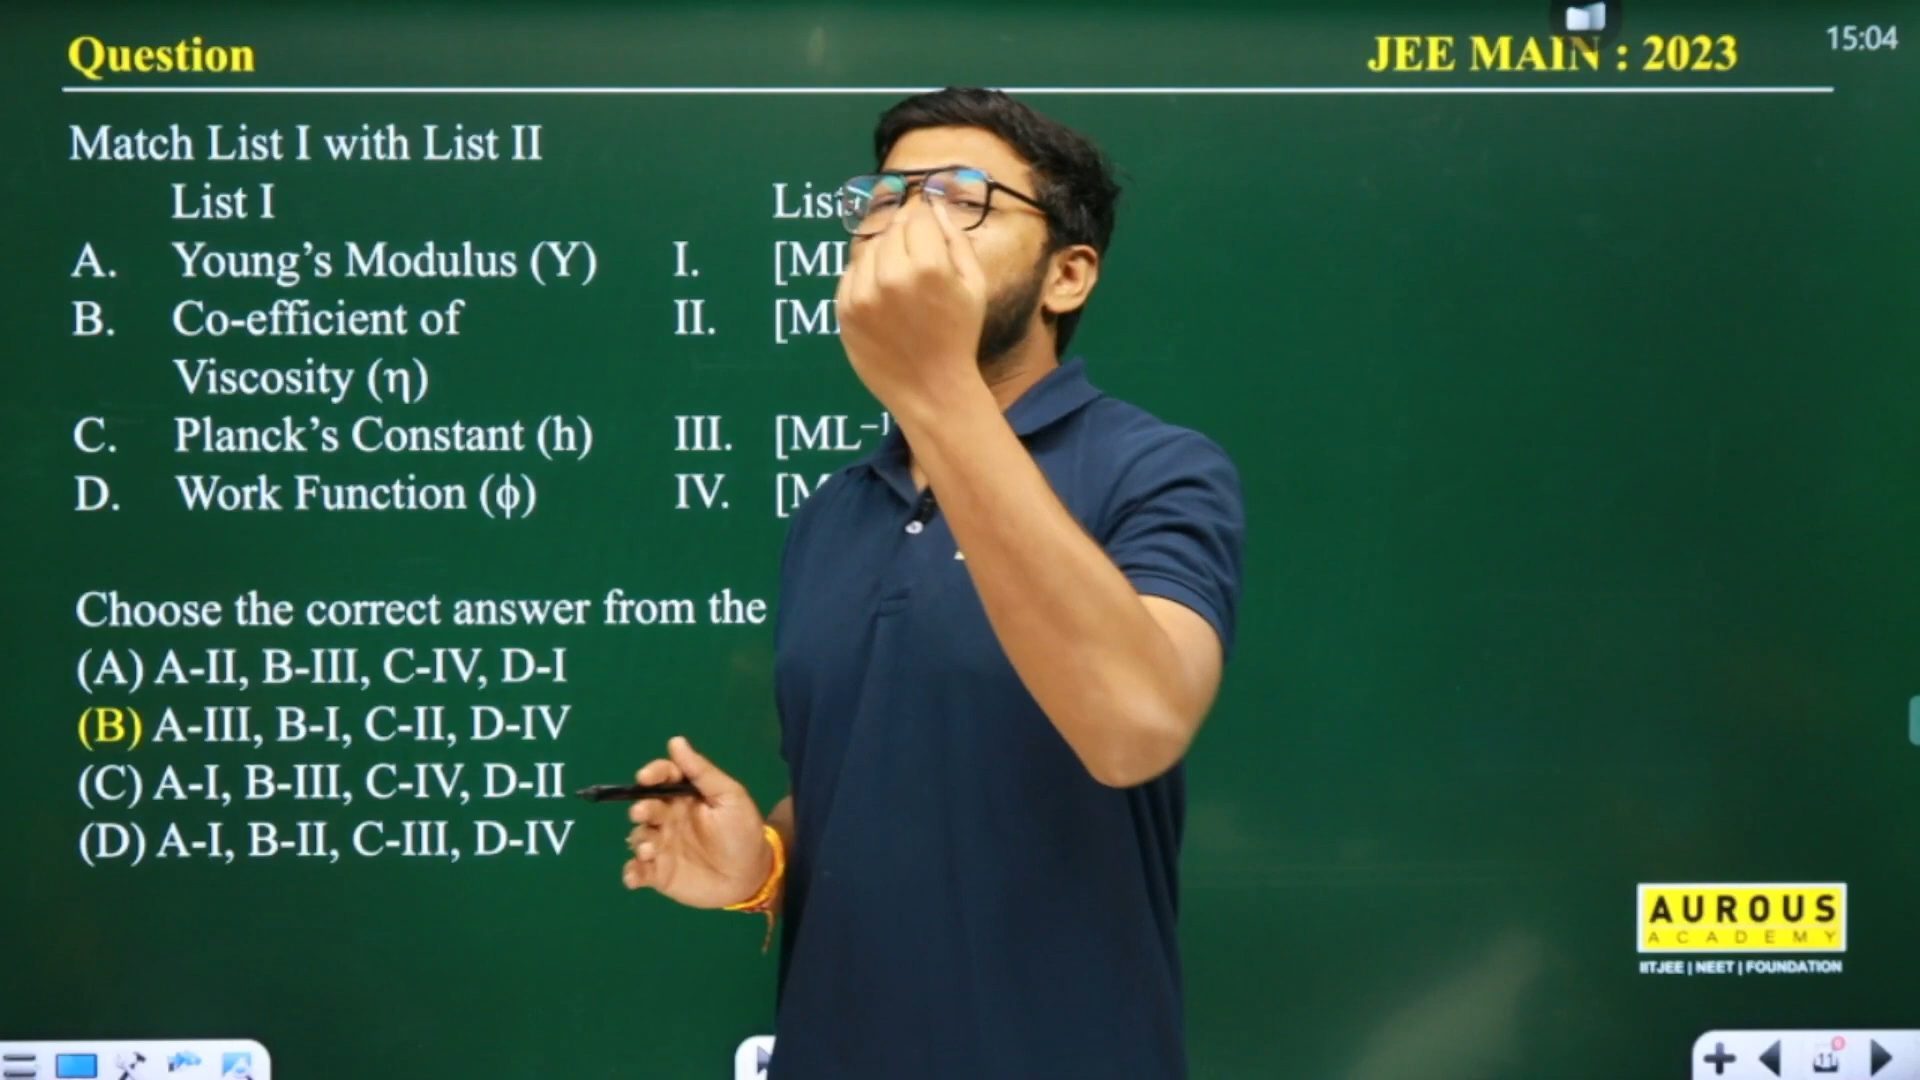 Question
JEE MAIN : 2023
15:04
Match List I with List II
List I
A. Young's Modulus (Y) I.
B. Co-efficient of II.
Viscosity (η)
C. Planck's Constant (h) III. [ML⁻¹
D. Work Function (ϕ) IV.
Choose the correct answer from the
(A) A-II, B-III, C-IV, D-I
(B) A-III, B-I, C-II, D-IV
(C) A-I, B-III, C-IV, D-II
(D) A-I, B-II, C-III, D-IV
AUROUS
ACADEMY
IITJEE | NEET | FOUNDATION
11